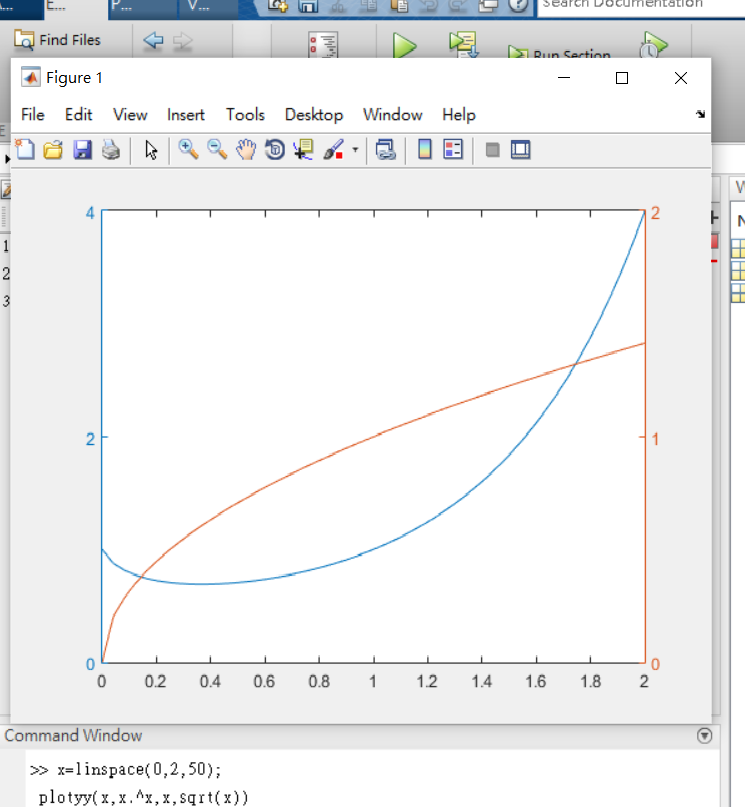 E...
P...
V...
Search Documentation
Find Files
Run Section
Figure 1
File Edit View Insert Tools Desktop Window Help
E
1
2
3
4
2
0
2
1
0
0 0.2 0.4 0.6 0.8 1 1.2 1.4 1.6 1.8 2
Command Window
>> x=linspace(0,2,50);
plotyy(x,x.^x,x,sqrt(x))